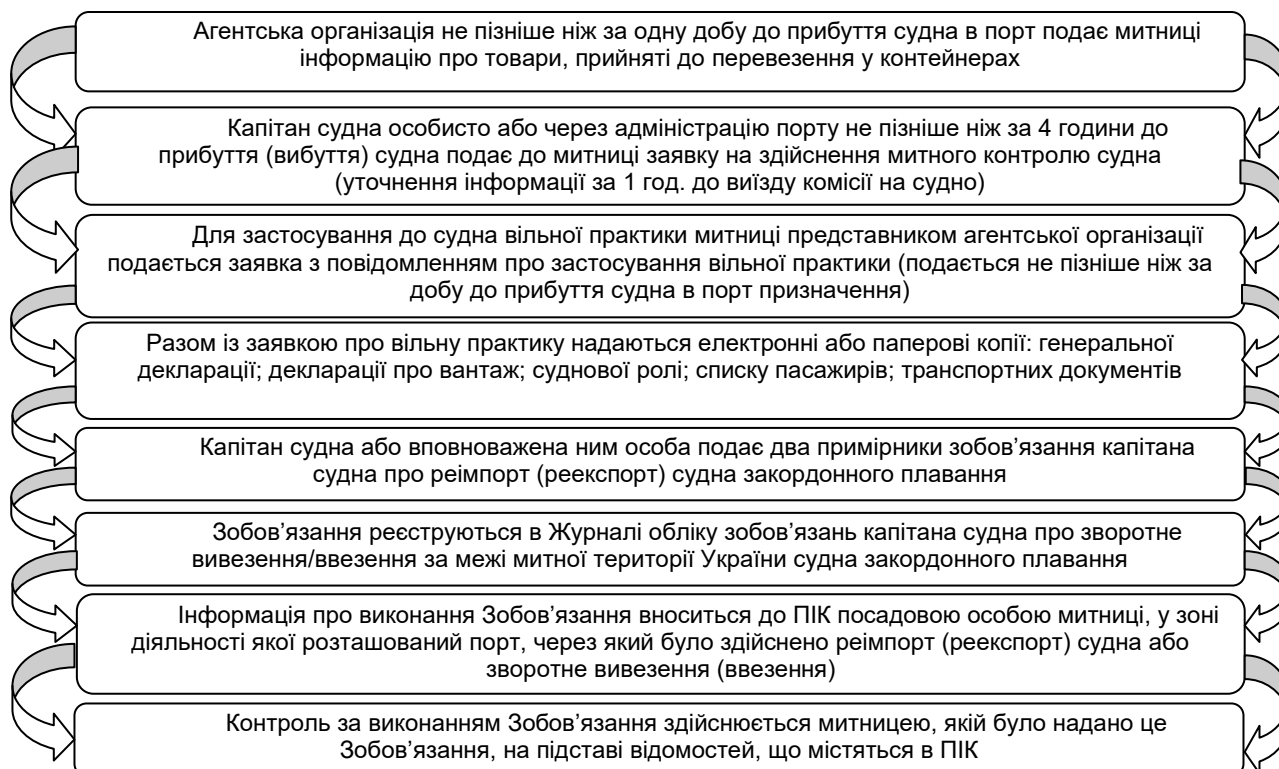 Агентська організація не пізніше ніж за одну добу до прибуття судна в порт подає митниці
інформацію про товари, прийняті до перевезення у контейнерах
Капітан судна особисто або через адміністрацію порту не пізніше ніж за 4 години до
прибуття (вибуття) судна подає до митниці заявку на здійснення митного контролю судна
(уточнення інформації за 1 год. до виїзду комісії на судно)
Для застосування до судна вільної практики митниці представником агентської організації
подається заявка з повідомленням про застосування вільної практики (подається не пізніше ніж за
добу до прибуття судна в порт призначення)
Разом із заявкою про вільну практику надаються електронні або паперові копії: генеральної
декларації; декларації про вантаж; суднової ролі; списку пасажирів; транспортних документів
Капітан судна або вповноважена ним особа подає два примірники зобов’язання капітана
судна про реімпорт (реекспорт) судна закордонного плавання
Зобов’язання реєструються в Журналі обліку зобов’язань капітана судна про зворотне
вивезення/ввезення за межі митної території України судна закордонного плавання
Інформація про виконання Зобов’язання вноситься до ПІК посадовою особою митниці, у зоні
діяльності якої розташований порт, через який було здійснено реімпорт (реекспорт) судна або
зворотне вивезення (ввезення)
Контроль за виконанням Зобов’язання здійснюється митницею, якій було надано це
Зобов’язання, на підставі відомостей, що містяться в ПІК